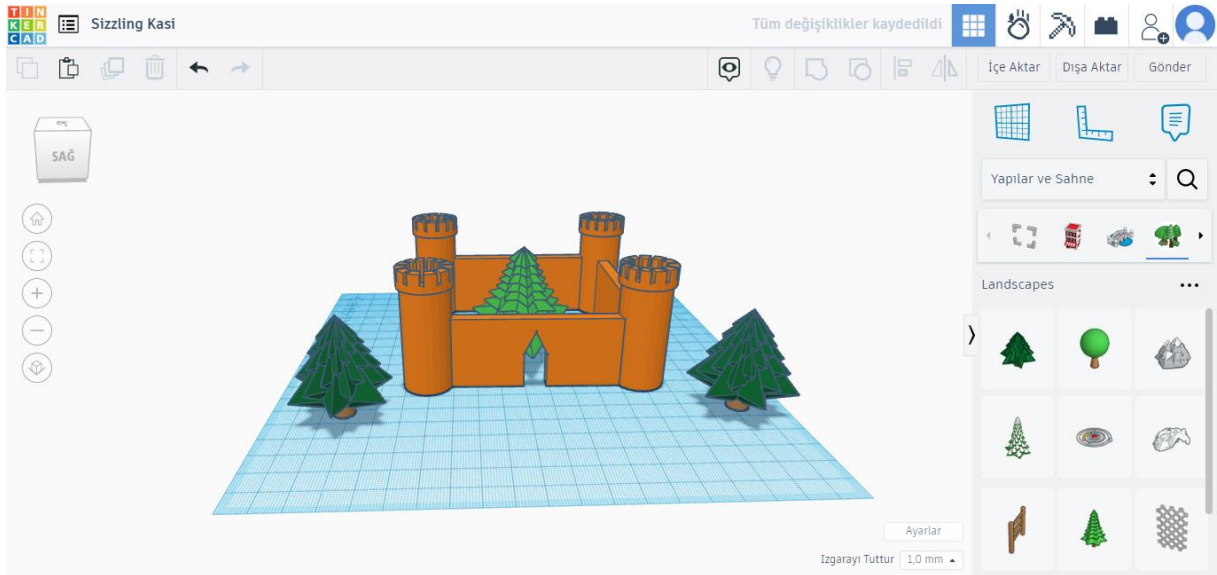 TIN
KER
CAD
Sizzling Kasi
Tüm değişiklikler kaydedildi
İçe Aktar
Dışa Aktar
Gönder
SAĞ
Yapılar ve Sahne
Landscapes
Ayarlar
Izgarayı Tuttur
1,0 mm